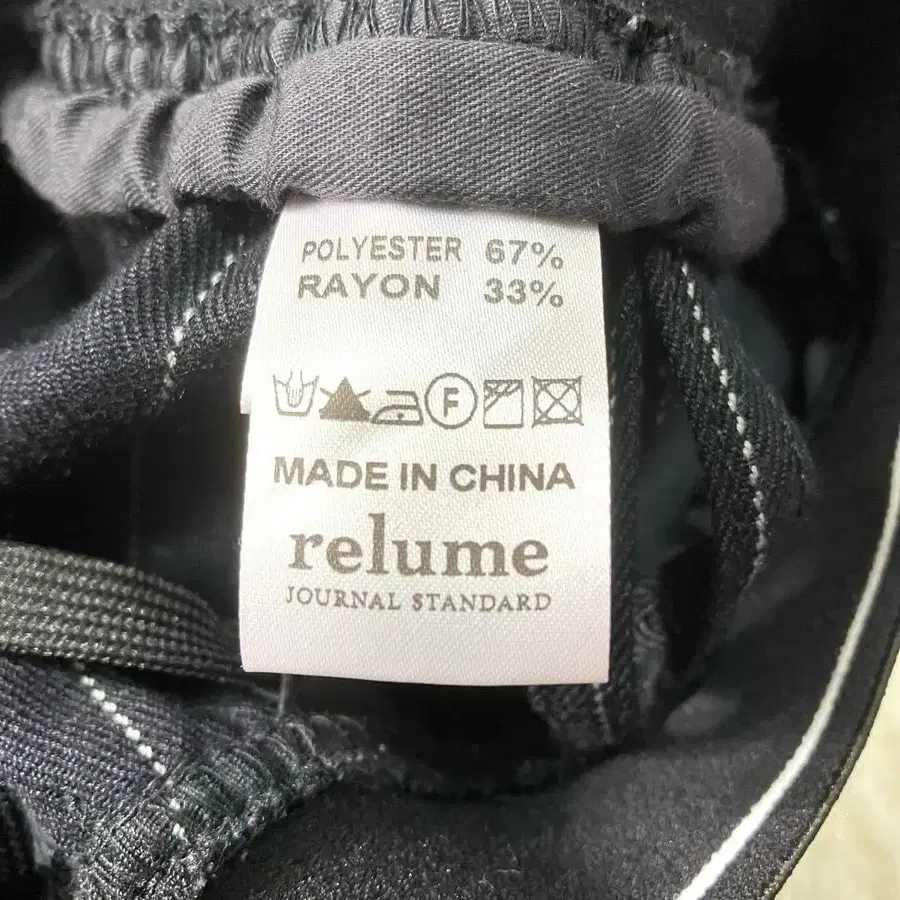 POLYESTER 67%
RAYON 33%
F
MADE IN CHINA
relume
JOURNAL STANDARD